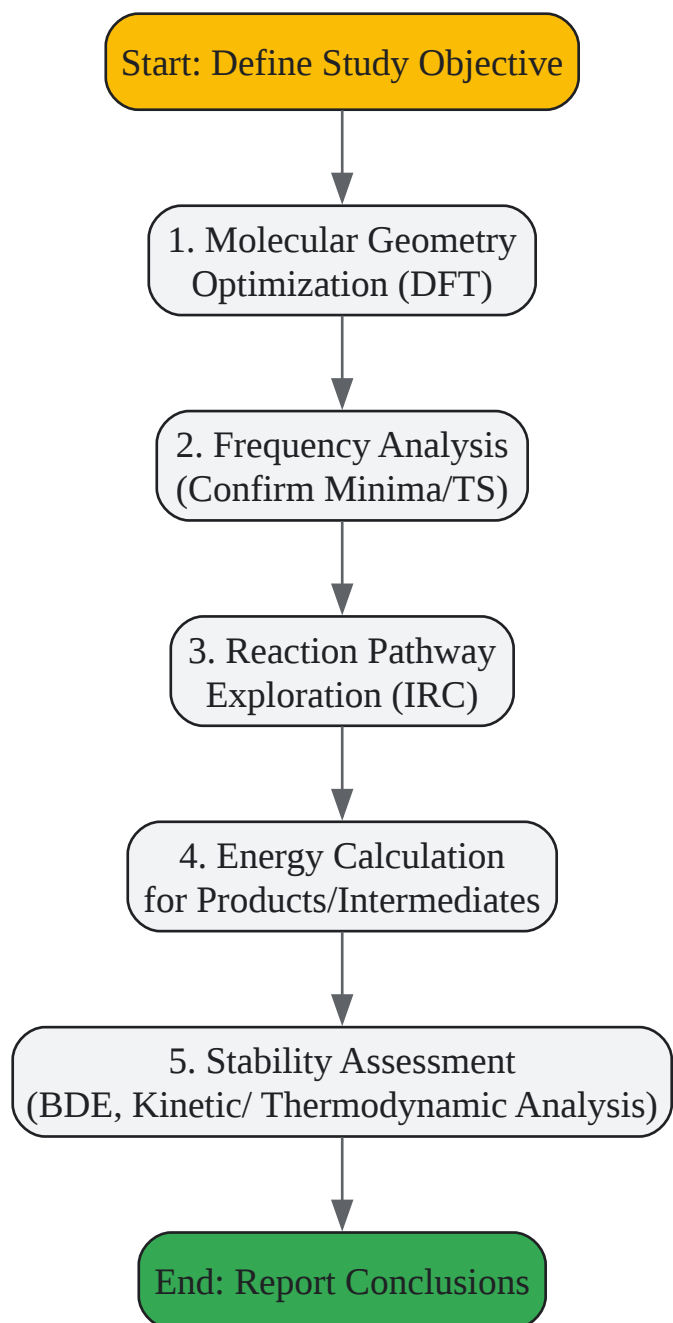 Start: Define Study Objective
1. Molecular Geometry
Optimization (DFT)
2. Frequency Analysis
(Confirm Minima/TS)
3. Reaction Pathway
Exploration (IRC)
4. Energy Calculation
for Products/Intermediates
5. Stability Assessment
(BDE, Kinetic/ Thermodynamic Analysis)
End: Report Conclusions